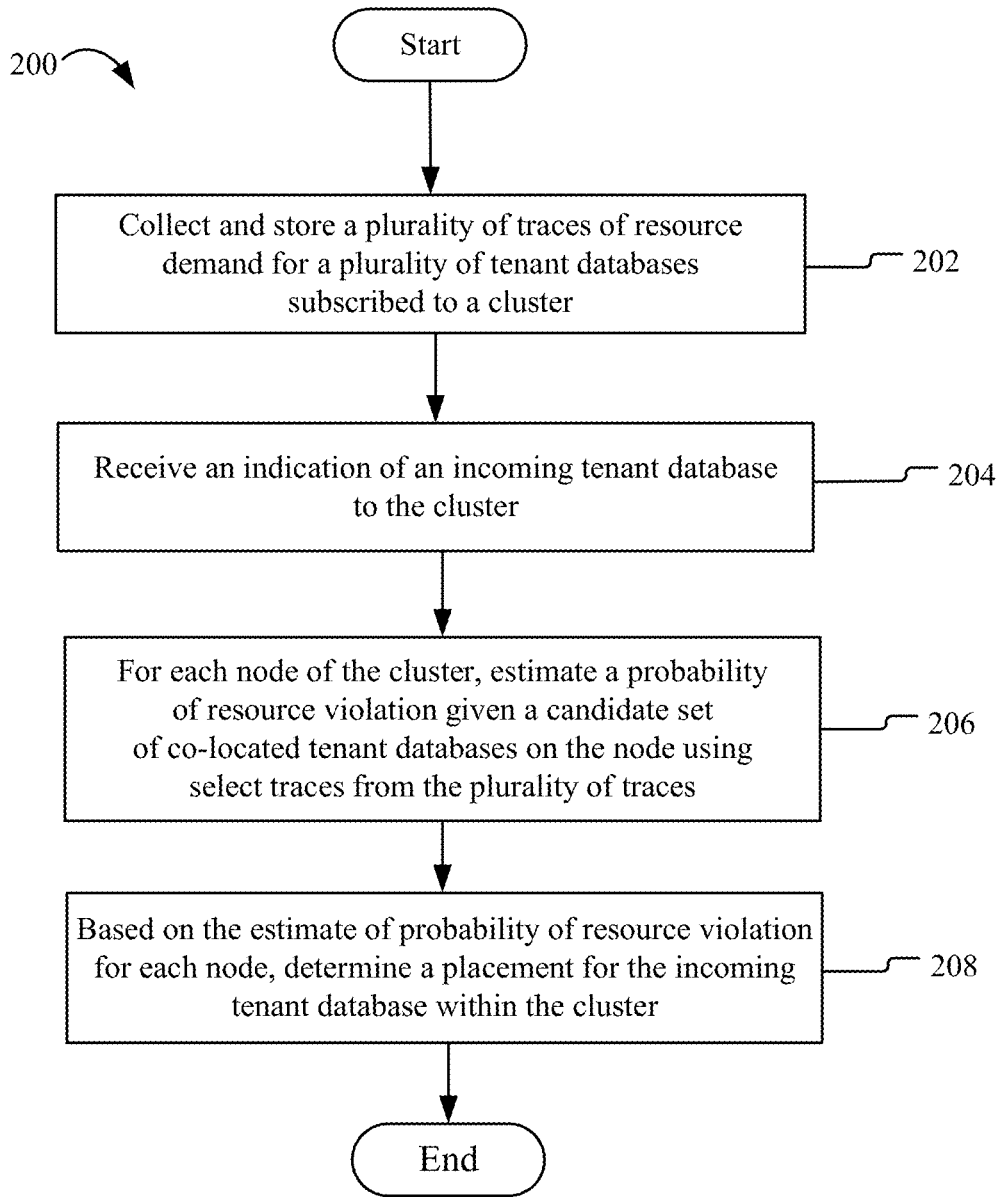 Start
200
Collect and store a plurality of traces of resource
demand for a plurality of tenant databases
subscribed to a cluster
202
Receive an indication of an incoming tenant database
to the cluster
204
For each node of the cluster, estimate a probability
of resource violation given a candidate set
of co-located tenant databases on the node using
select traces from the plurality of traces
206
Based on the estimate of probability of resource violation
for each node, determine a placement for the incoming
tenant database within the cluster
208
End